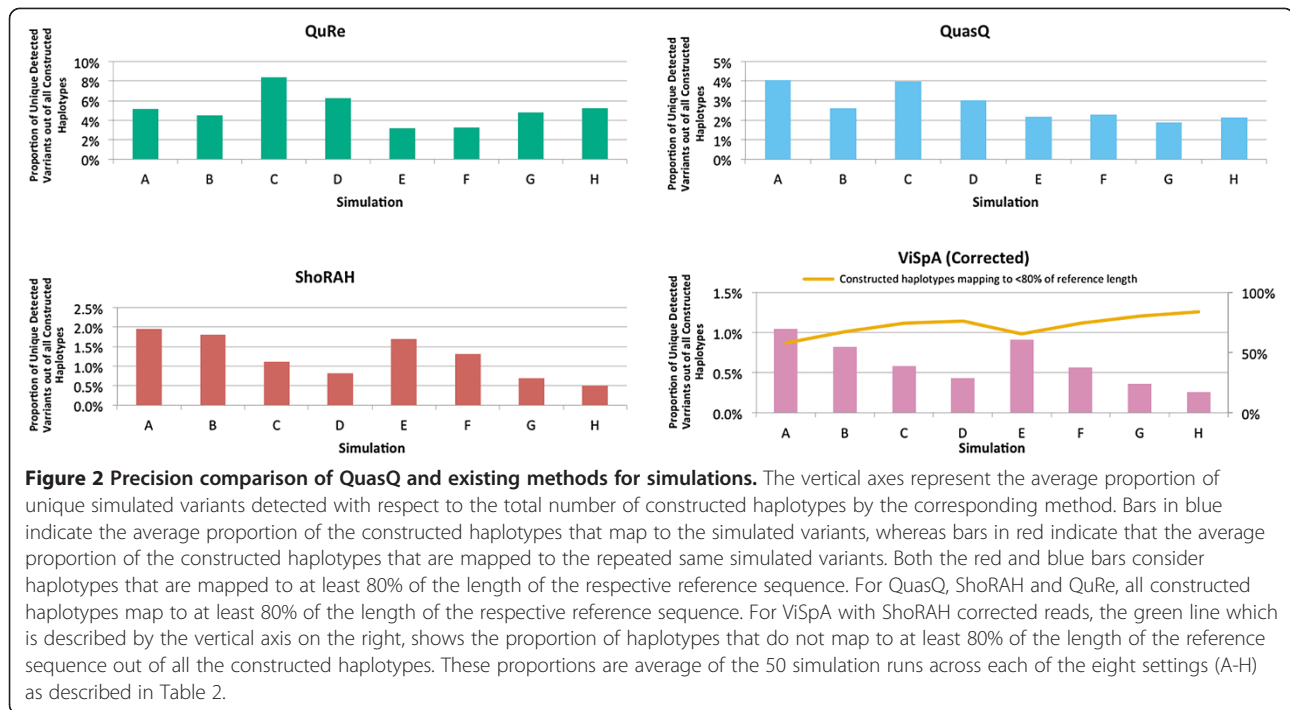 QuRe
Proportion of Unique Detected
Varriants out of all Constructed
Haplotypes
10%
8%
6%
4%
2%
0%
A B C D E F G H
Simulation
QuasQ
Proportion of Unique Detected
Varriants out of all Constructed
Haplotypes
5%
4%
3%
2%
1%
0%
A B C D E F G H
Simulation
ShoRAH
Proportion of Unique Detected
Varriants out of all Constructed
Haplotypes
2.5%
2.0%
1.5%
1.0%
0.5%
0.0%
A B C D E F G H
Simulation
ViSpA (Corrected)
Constructed haplotypes mapping to <80% of reference length
Proportion of Unique Detected
Varriants out of all Constructed
Haplotypes
1.5%
1.0%
0.5%
0.0%
100%
50%
0%
A B C D E F G H
Simulation
Figure 2 Precision comparison of QuasQ and existing methods for simulations. The vertical axes represent the average proportion of
unique simulated variants detected with respect to the total number of constructed haplotypes by the corresponding method. Bars in blue
indicate the average proportion of the constructed haplotypes that map to the simulated variants, whereas bars in red indicate that the average
proportion of the constructed haplotypes that are mapped to the repeated same simulated variants. Both the red and blue bars consider
haplotypes that are mapped to at least 80% of the length of the respective reference sequence. For QuasQ, ShoRAH and QuRe, all constructed
haplotypes map to at least 80% of the length of the respective reference sequence. For ViSpA with ShoRAH corrected reads, the green line which
is described by the vertical axis on the right, shows the proportion of haplotypes that do not map to at least 80% of the length of the reference
sequence out of all the constructed haplotypes. These proportions are average of the 50 simulation runs across each of the eight settings (A-H)
as described in Table 2.